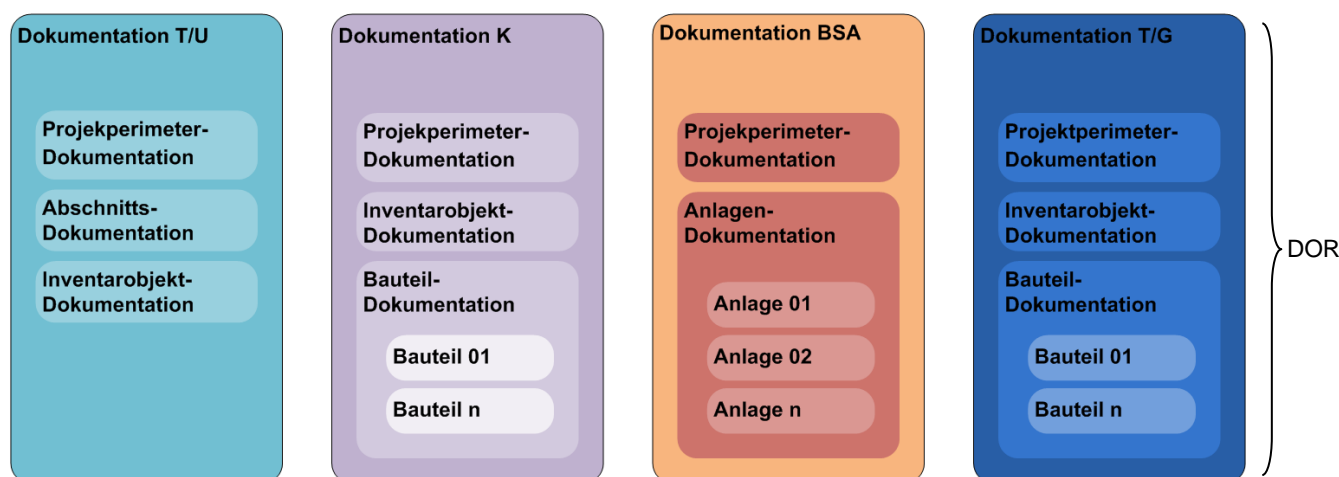 Dokumentation T/U
Projekperimeter-
Dokumentation
Abschnitts-
Dokumentation
Inventarobjekt-
Dokumentation
Dokumentation K
Projekperimeter-
Dokumentation
Inventarobjekt-
Dokumentation
Bauteil-
Dokumentation
Bauteil 01
Bauteil n
Dokumentation BSA
Projekperimeter-
Dokumentation
Anlagen-
Dokumentation
Anlage 01
Anlage 02
Anlage n
Dokumentation T/G
Projektperimeter-
Dokumentation
Inventarobjekt-
Dokumentation
Bauteil-
Dokumentation
Bauteil 01
Bauteil n
DOR